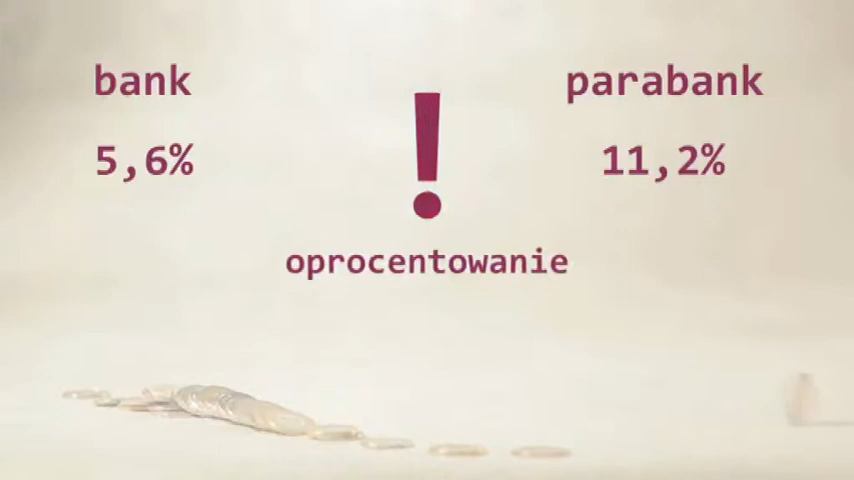 bank
parabank
5,6%
11,2%
!
oprocentowanie